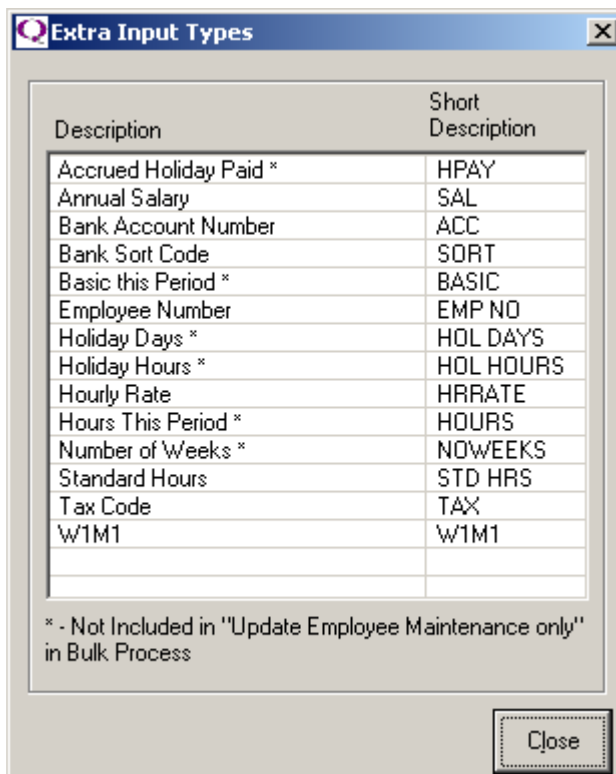 Q Extra Input Types
Short
Description Description
Accrued Holiday Paid * HPAY
Annual Salary SAL
Bank Account Number ACC
Bank Sort Code SORT
Basic this Period * BASIC
Employee Number EMP NO
Holiday Days * HOL DAYS
Holiday Hours * HOL HOURS
Hourly Rate HRRATE
Hours This Period * HOURS
Number of Weeks * NOWEEKS
Standard Hours STD HRS
Tax Code TAX
W1M1 W1M1
* - Not Included in "Update Employee Maintenance only"
in Bulk Process
Close